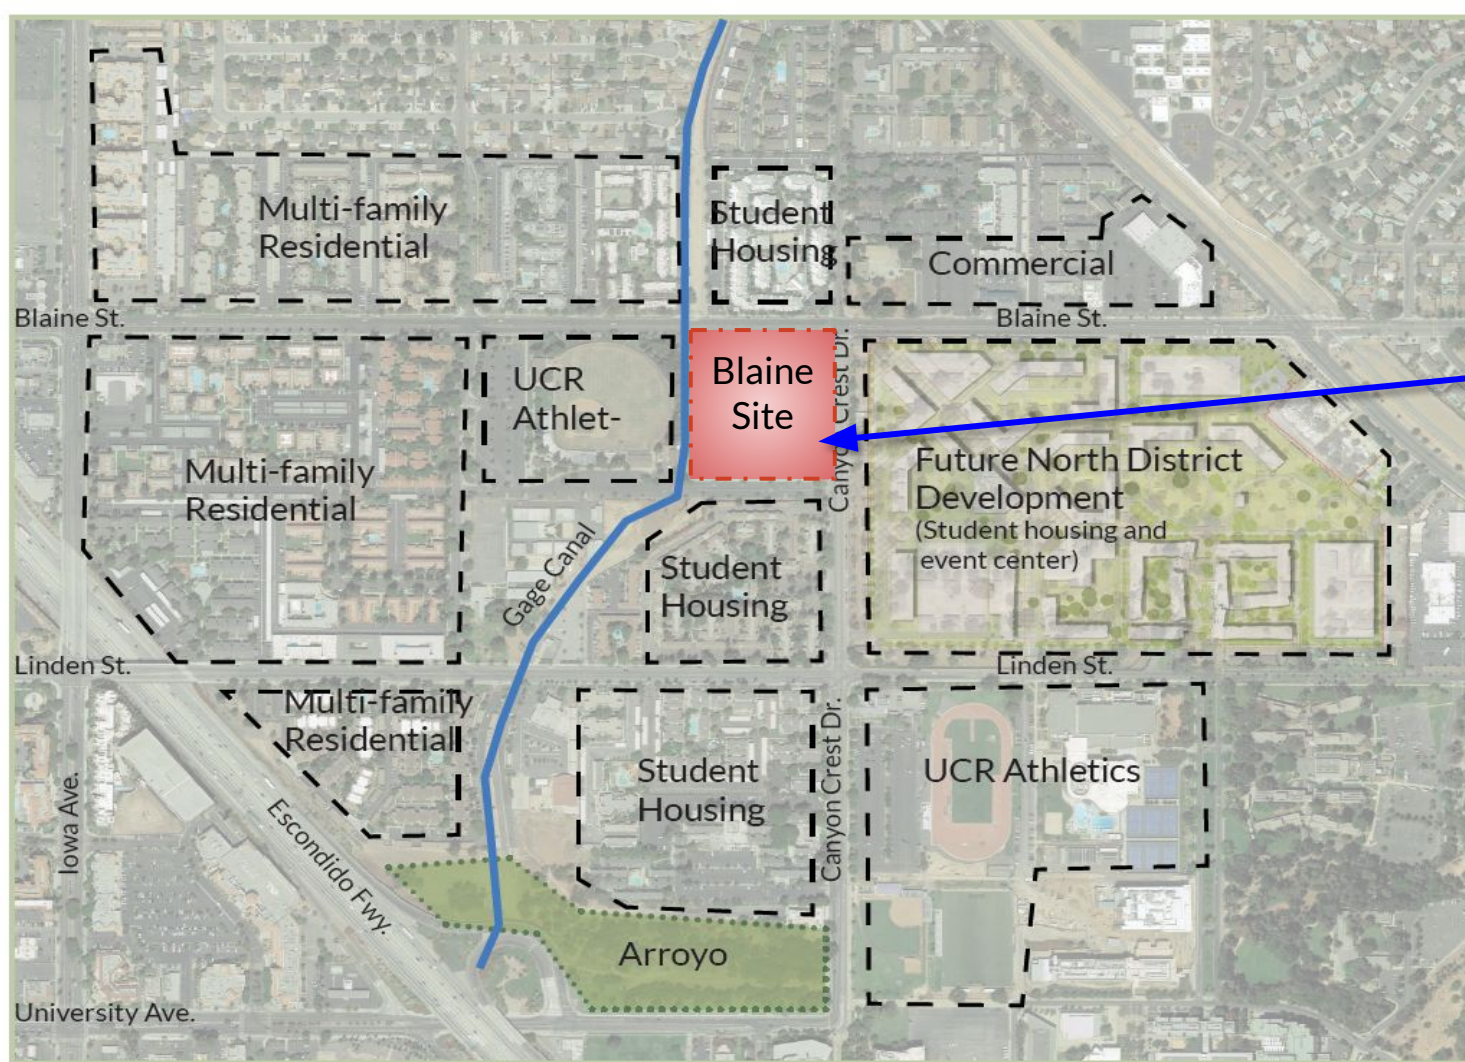 Multi-family
Residential
Student
Housing
Commercial
Blaine St.
Blaine St.
UCR
Athlet-
Blaine
Site
Canyon Crest Dr.
Multi-family
Residential
Future North District
Development
(Student housing and
event center)
Gage Canal
Student
Housing
Linden St.
Linden St.
Multi-family
Residential
Student
Housing
Canyon Crest Dr.
UCR Athletics
Iowa Ave.
Escondido Fwy.
Arroyo
University Ave.